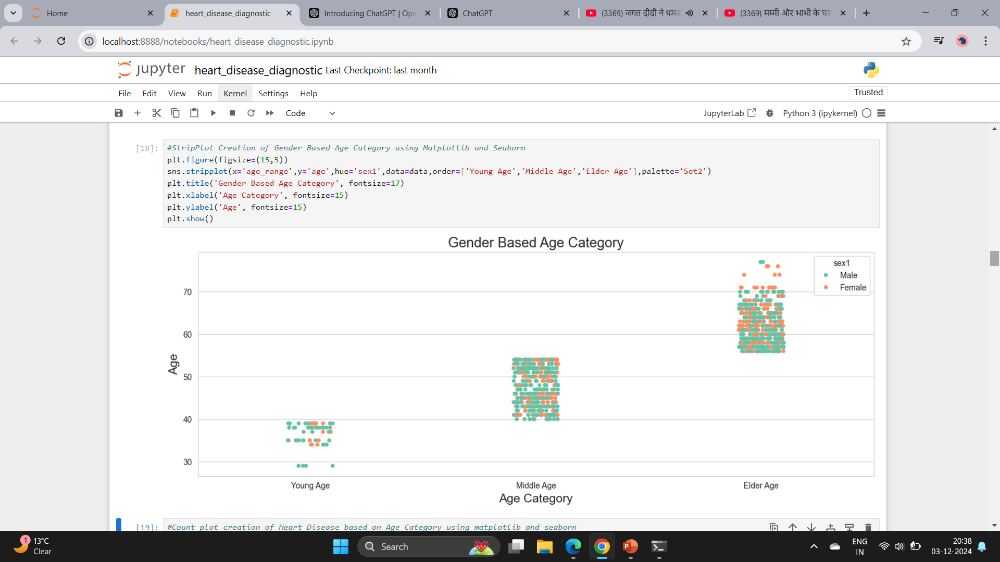 Home
heart_disease_diagnostic
Introducing ChatGPT | Ope
ChatGPT
(3369) जगत दीदी ने धमव
(3369) मम्मी और भाभी के घर
localhost:8888/notebooks/heart_disease_diagnostic.ipynb
jupyter heart_disease_diagnostic Last Checkpoint: last month
File Edit View Run Kernel Settings Help
Trusted
Code
JupyterLab
Python 3 (ipykernel)
[18]:
#StripPlot Creation of Gender Based Age Category using Matplotlib and Seaborn
plt.figure(figsize=(15,5))
sns.stripplot(x='age_range',y='age',hue='sex1',data=data,order=['Young Age','Middle Age','Elder Age'],palette='Set2')
plt.title('Gender Based Age Category', fontsize=17)
plt.xlabel('Age Category', fontsize=15)
plt.ylabel('Age', fontsize=15)
plt.show()
Gender Based Age Category
sex1
Male
Female
Age
70
60
50
40
30
Young Age
Middle Age
Elder Age
Age Category
[19]:
#Count plot creation of Heart Disease based on Age Category using matplotlib and seaborn
1
13°C
Clear
Search
P
ENG
IN
20:38
03-12-2024